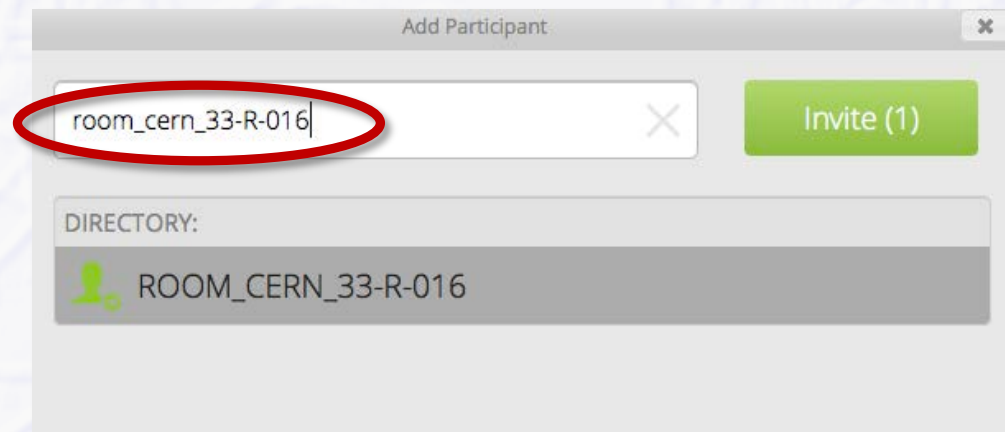 Add Participant
room_cern_33-R-016
Invite (1)
DIRECTORY:
ROOM_CERN_33-R-016